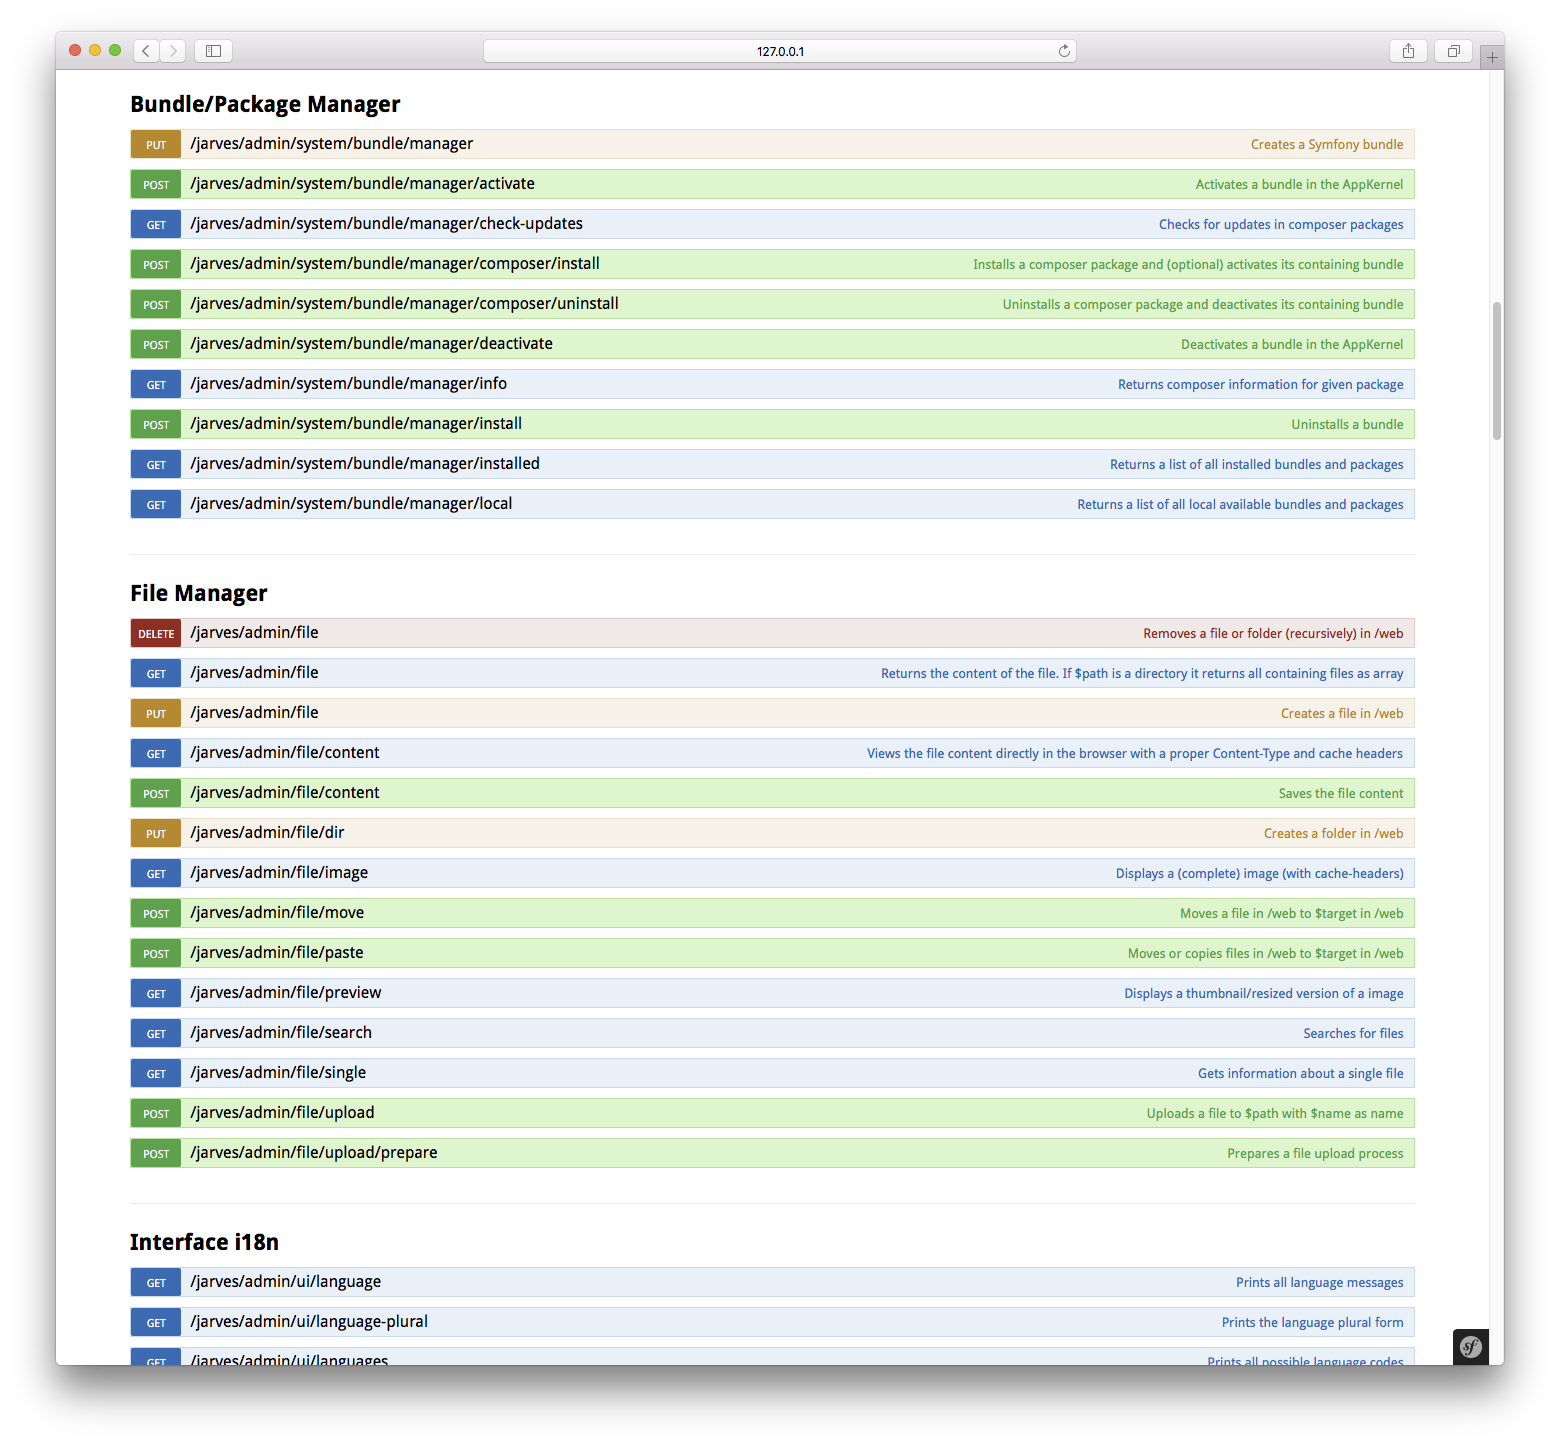 127.0.0.1
Bundle/Package Manager
PUT /jarves/admin/system/bundle/manager Creates a Symfony bundle
POST /jarves/admin/system/bundle/manager/activate Activates a bundle in the AppKernel
GET /jarves/admin/system/bundle/manager/check-updates Checks for updates in composer packages
POST /jarves/admin/system/bundle/manager/composer/install Installs a composer package and (optional) activates its containing bundle
POST /jarves/admin/system/bundle/manager/composer/uninstall Uninstalls a composer package and deactivates its containing bundle
POST /jarves/admin/system/bundle/manager/deactivate Deactivates a bundle in the AppKernel
GET /jarves/admin/system/bundle/manager/info Returns composer information for given package
POST /jarves/admin/system/bundle/manager/install Uninstalls a bundle
GET /jarves/admin/system/bundle/manager/installed Returns a list of all installed bundles and packages
GET /jarves/admin/system/bundle/manager/local Returns a list of all local available bundles and packages
File Manager
DELETE /jarves/admin/file Removes a file or folder (recursively) in /web
GET /jarves/admin/file Returns the content of the file. If $path is a directory it returns all containing files as array
PUT /jarves/admin/file Creates a file in /web
GET /jarves/admin/file/content Views the file content directly in the browser with a proper Content-Type and cache headers
POST /jarves/admin/file/content Saves the file content
PUT /jarves/admin/file/dir Creates a folder in /web
GET /jarves/admin/file/image Displays a (complete) image (with cache-headers)
POST /jarves/admin/file/move Moves a file in /web to $target in /web
POST /jarves/admin/file/paste Moves or copies files in /web to $target in /web
GET /jarves/admin/file/preview Displays a thumbnail/resized version of a image
GET /jarves/admin/file/search Searches for files
GET /jarves/admin/file/single Gets information about a single file
POST /jarves/admin/file/upload Uploads a file to $path with $name as name
POST /jarves/admin/file/upload/prepare Prepares a file upload process
Interface i18n
GET /jarves/admin/ui/language Prints all language messages
GET /jarves/admin/ui/language-plural Prints the language plural form
GET /jarves/admin/ui/languages Prints all possible language codes
sf